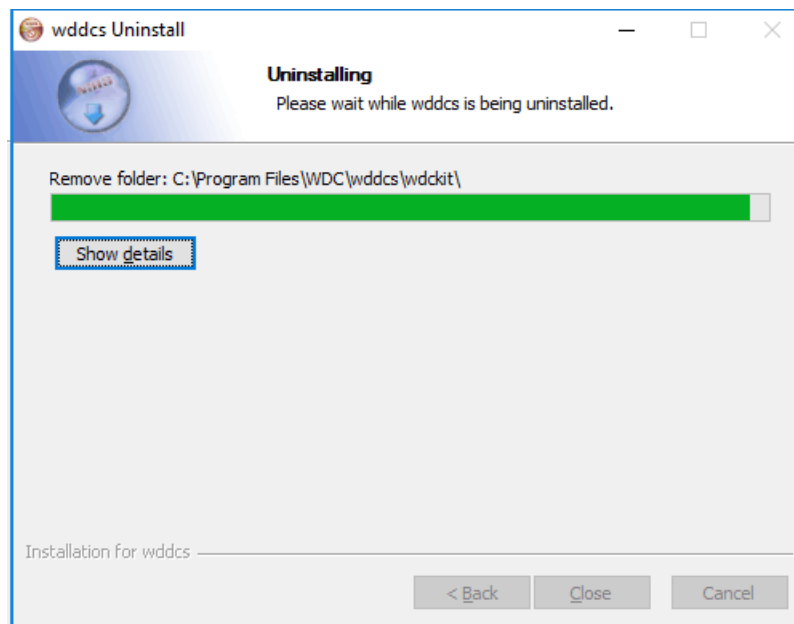 wddcs Uninstall
Uninstalling
Please wait while wddcs is being uninstalled.
Remove folder: C:\Program Files\WDC\wddcs\wdckit\
Show details
Installation for wddcs
< Back
Close
Cancel